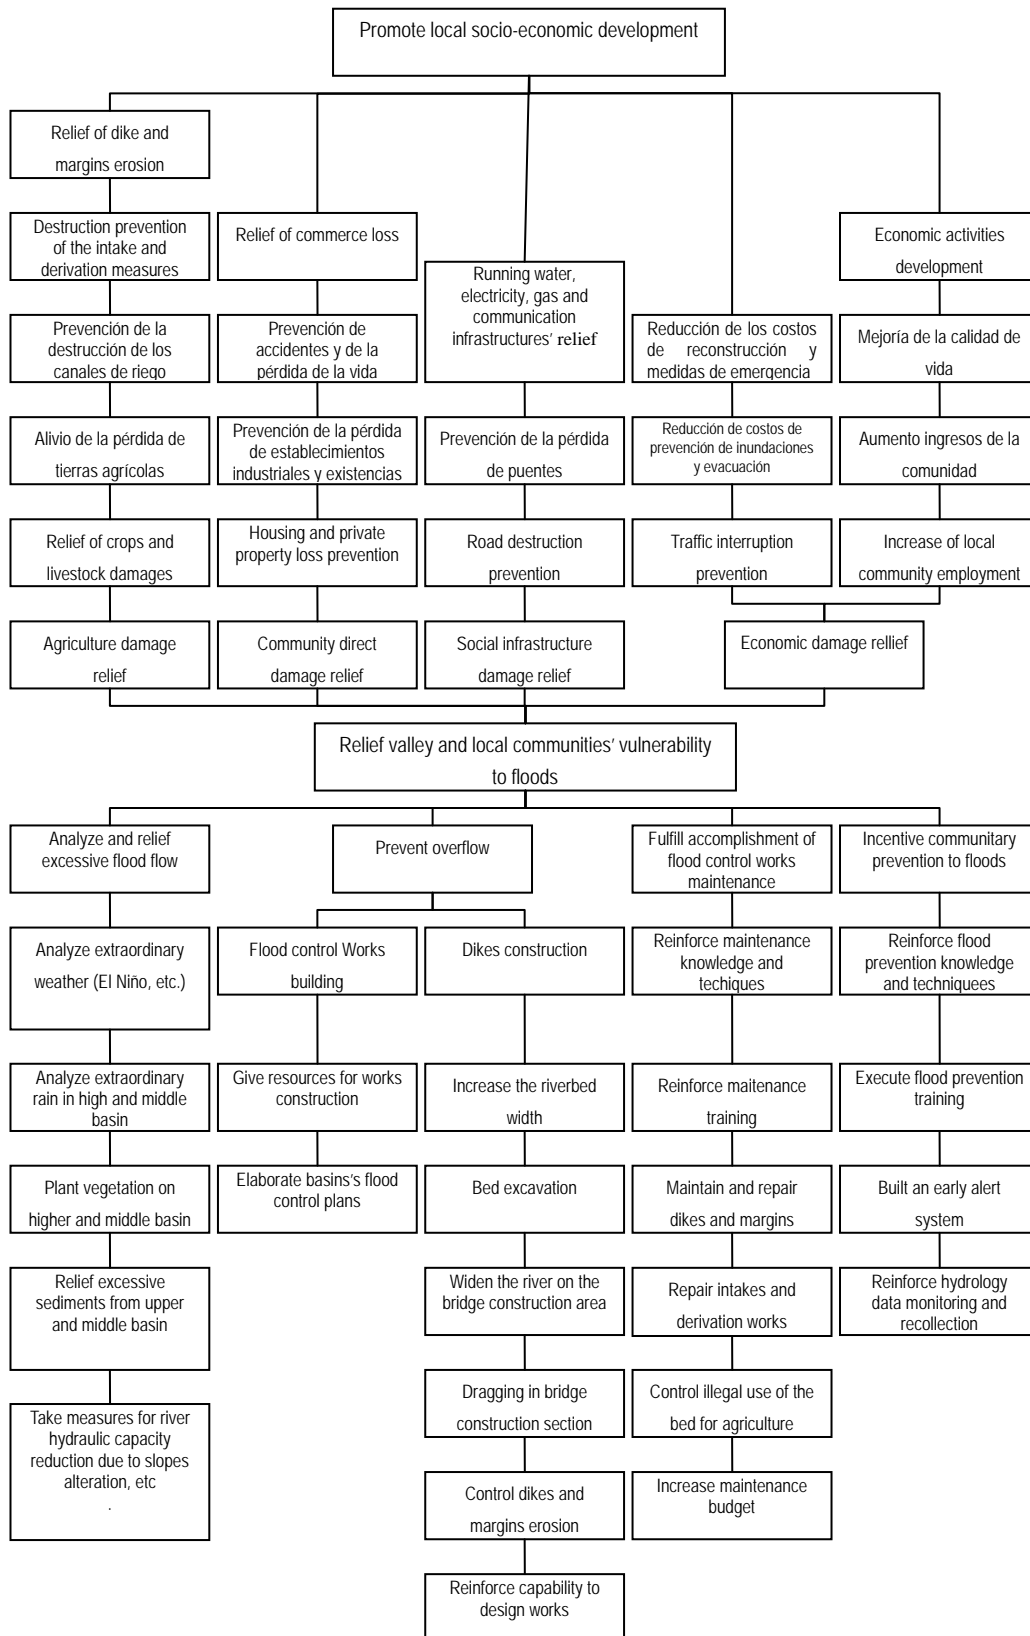 Promote local socio-economic development
Relief of dike and
margins erosion
Destruction prevention
of the intake and
derivation measures
Relief of commerce loss
Running water,
electricity, gas and
communication
infrastructures' relief
Economic activities
development
Prevención de la
destrucción de los
canales de riego
Prevención de
accidentes y de la
pérdida de la vida
Reducción de los costos
de reconstrucción y
medidas de emergencia
Mejoría de la calidad de
vida
Alivio de la pérdida de
tierras agrícolas
Prevención de la pérdida
de establecimientos
industriales y existencias
Prevención de la pérdida
de puentes
Reducción de costos de
prevención de inundaciones
y evacuación
Aumento ingresos de la
comunidad
Relief of crops and
livestock damages
Housing and private
property loss prevention
Road destruction
prevention
Traffic interruption
prevention
Increase of local
community employment
Agriculture damage
relief
Community direct
damage relief
Social infrastructure
damage relief
Economic damage rellief
Relief valley and local communities' vulnerability
to floods
Analyze and relief
excessive flood flow
Prevent overflow
Fulfill accomplishment of
flood control works
maintenance
Incentive communitary
prevention to floods
Analyze extraordinary
weather (El Niño, etc.)
Flood control Works
building
Dikes construction
Reinforce maintenance
knowledge and
techiques
Reinforce flood
prevention knowledge
and techniquees
Analyze extraordinary
rain in high and middle
basin
Give resources for works
construction
Increase the riverbed
width
Reinforce maitenance
training
Execute flood prevention
training
Plant vegetation on
higher and middle basin
Elaborate basins's flood
control plans
Bed excavation
Maintain and repair
dikes and margins
Built an early alert
system
Relief excessive
sediments from upper
and middle basin
Widen the river on the
bridge construction area
Repair intakes and
derivation works
Reinforce hydrology
data monitoring and
recollection
Take measures for river
hydraulic capacity
reduction due to slopes
alteration, etc
.
Dragging in bridge
construction section
Control illegal use of the
bed for agriculture
Control dikes and
margins erosion
Increase maintenance
budget
Reinforce capability to
design works